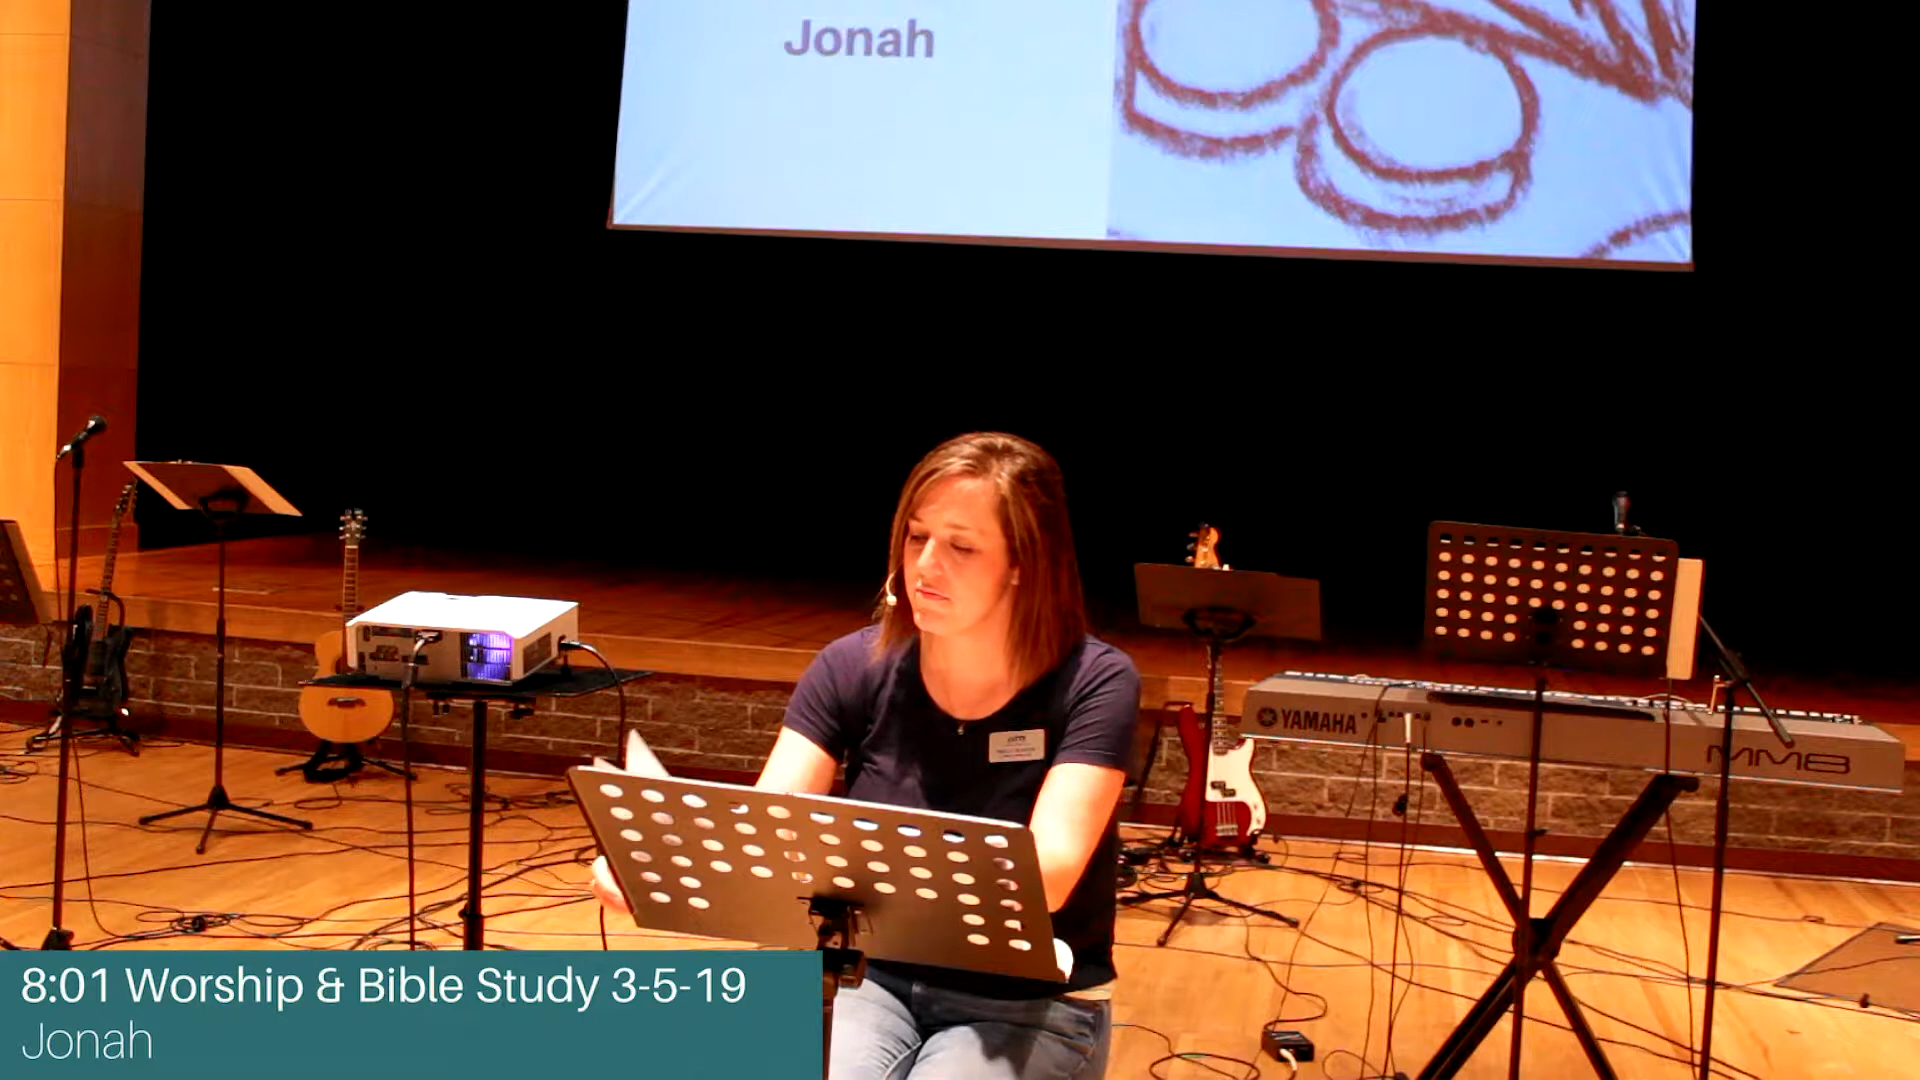 Jonah
YAMAHA
MM8
8:01 Worship & Bible Study 3-5-19
Jonah